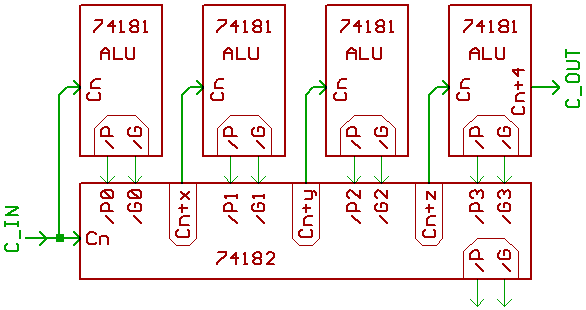 74181 74181 74181 74181
ALU ALU ALU ALU
Cn Cn Cn Cn Cn+4 C_OUT
/P /G /P /G /P /G /P /G
C_IN
/P0 /G0 Cn+x /P1 /G1 Cn+y /P2 /G2 Cn+z /P3 /G3
Cn
74182
/P /G